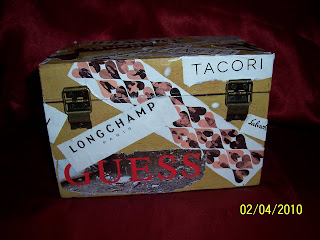 TACORI
LONGCHAMP
PARIS
GUESS
02/04/2010